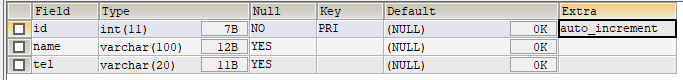 Field Type Null Key Default Extra
id int(11) 7B NO PRI (NULL) 0K auto_increment
name varchar(100) 12B YES (NULL) 0K
tel varchar(20) 11B YES (NULL) 0K